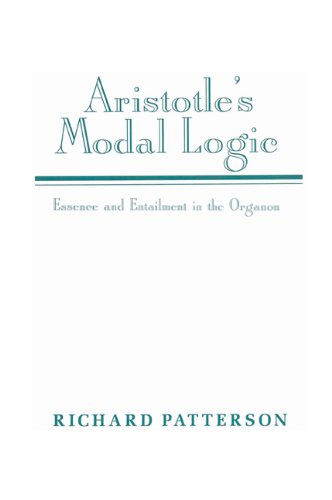 Aristotle's
Modal Logic
Essence and Entailment in the Organon
RICHARD PATTERSON